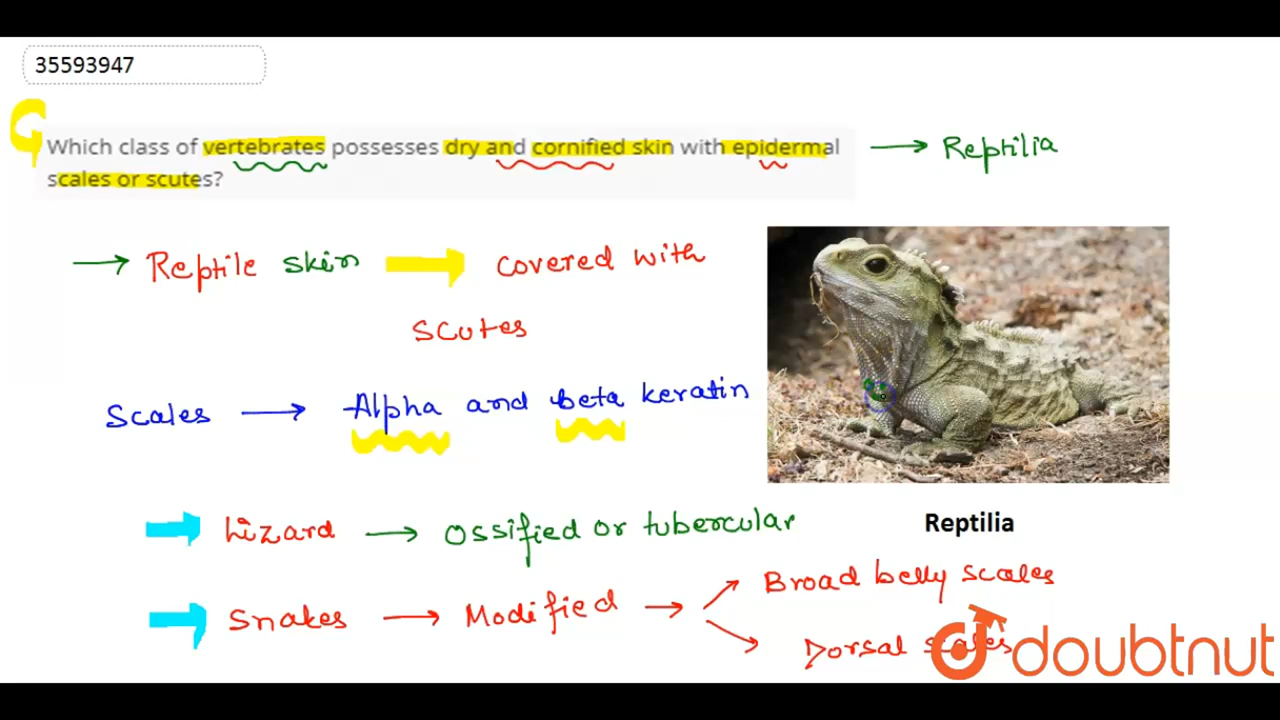 35593947
Which class of vertebrates possesses dry and cornified skin with epidermal
scales or scutes?
→ Reptilia
→ Reptile skin → covered with
scutes
Scales → Alpha and beta keratin
→ Lizard → Ossified or tubercular
→ Snakes → Modified → Broad belly scales
Dorsal scales
Reptilia
doubtnut